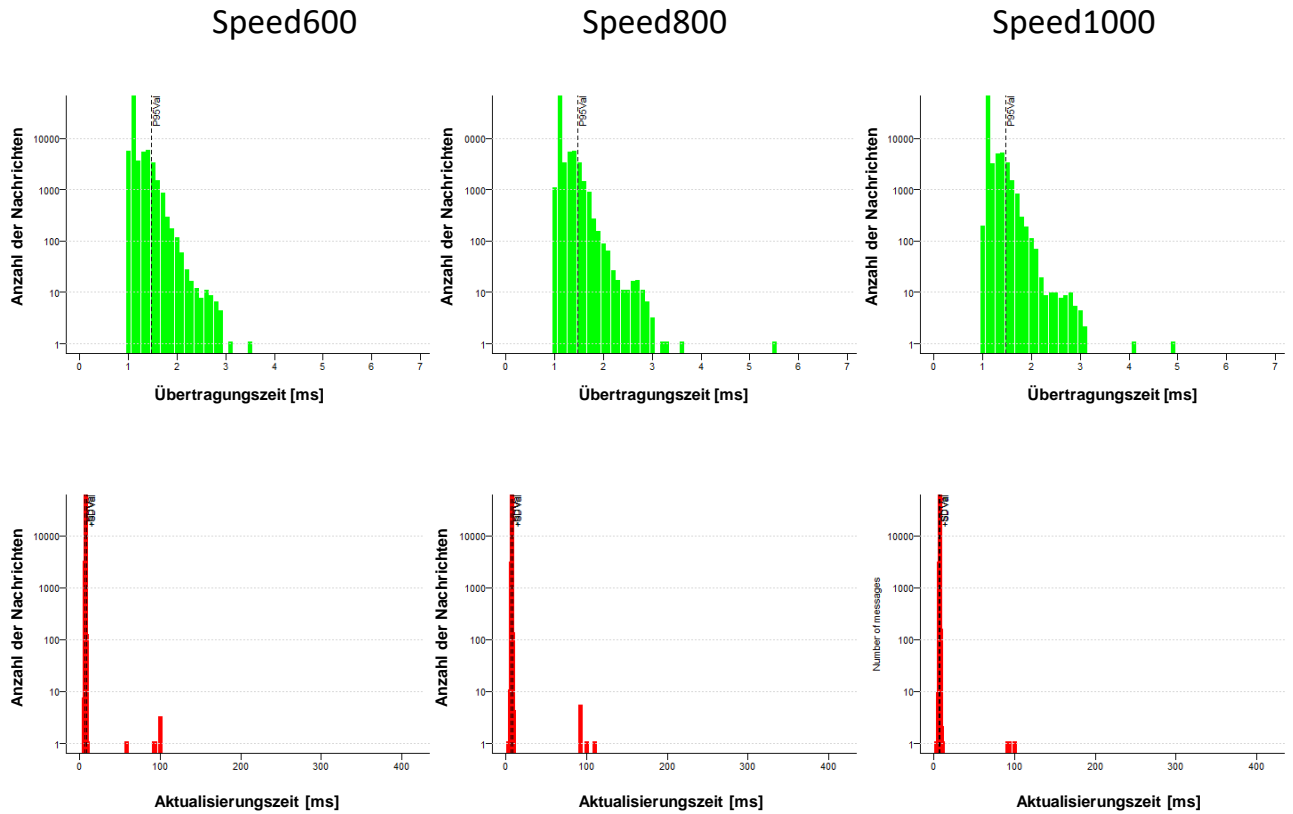 Speed600
Speed800
Speed1000
Anzahl der Nachrichten
10000
1000
100
10
1
P95Val
0 1 2 3 4 5 6 7
Übertragungszeit [ms]
Anzahl der Nachrichten
0000
1000
100
10
1
P95Val
0 1 2 3 4 5 6 7
Übertragungszeit [ms]
Anzahl der Nachrichten
10000
1000
100
10
1
P95Val
0 1 2 3 4 5 6 7
Übertragungszeit [ms]
Anzahl der Nachrichten
10000
1000
100
10
1
0 100 200 300 400
Aktualisierungszeit [ms]
Anzahl der Nachrichten
10000
1000
100
10
1
0 100 200 300 400
Aktualisierungszeit [ms]
Number of messages
10000
1000
100
10
1
0 100 200 300 400
Aktualisierungszeit [ms]